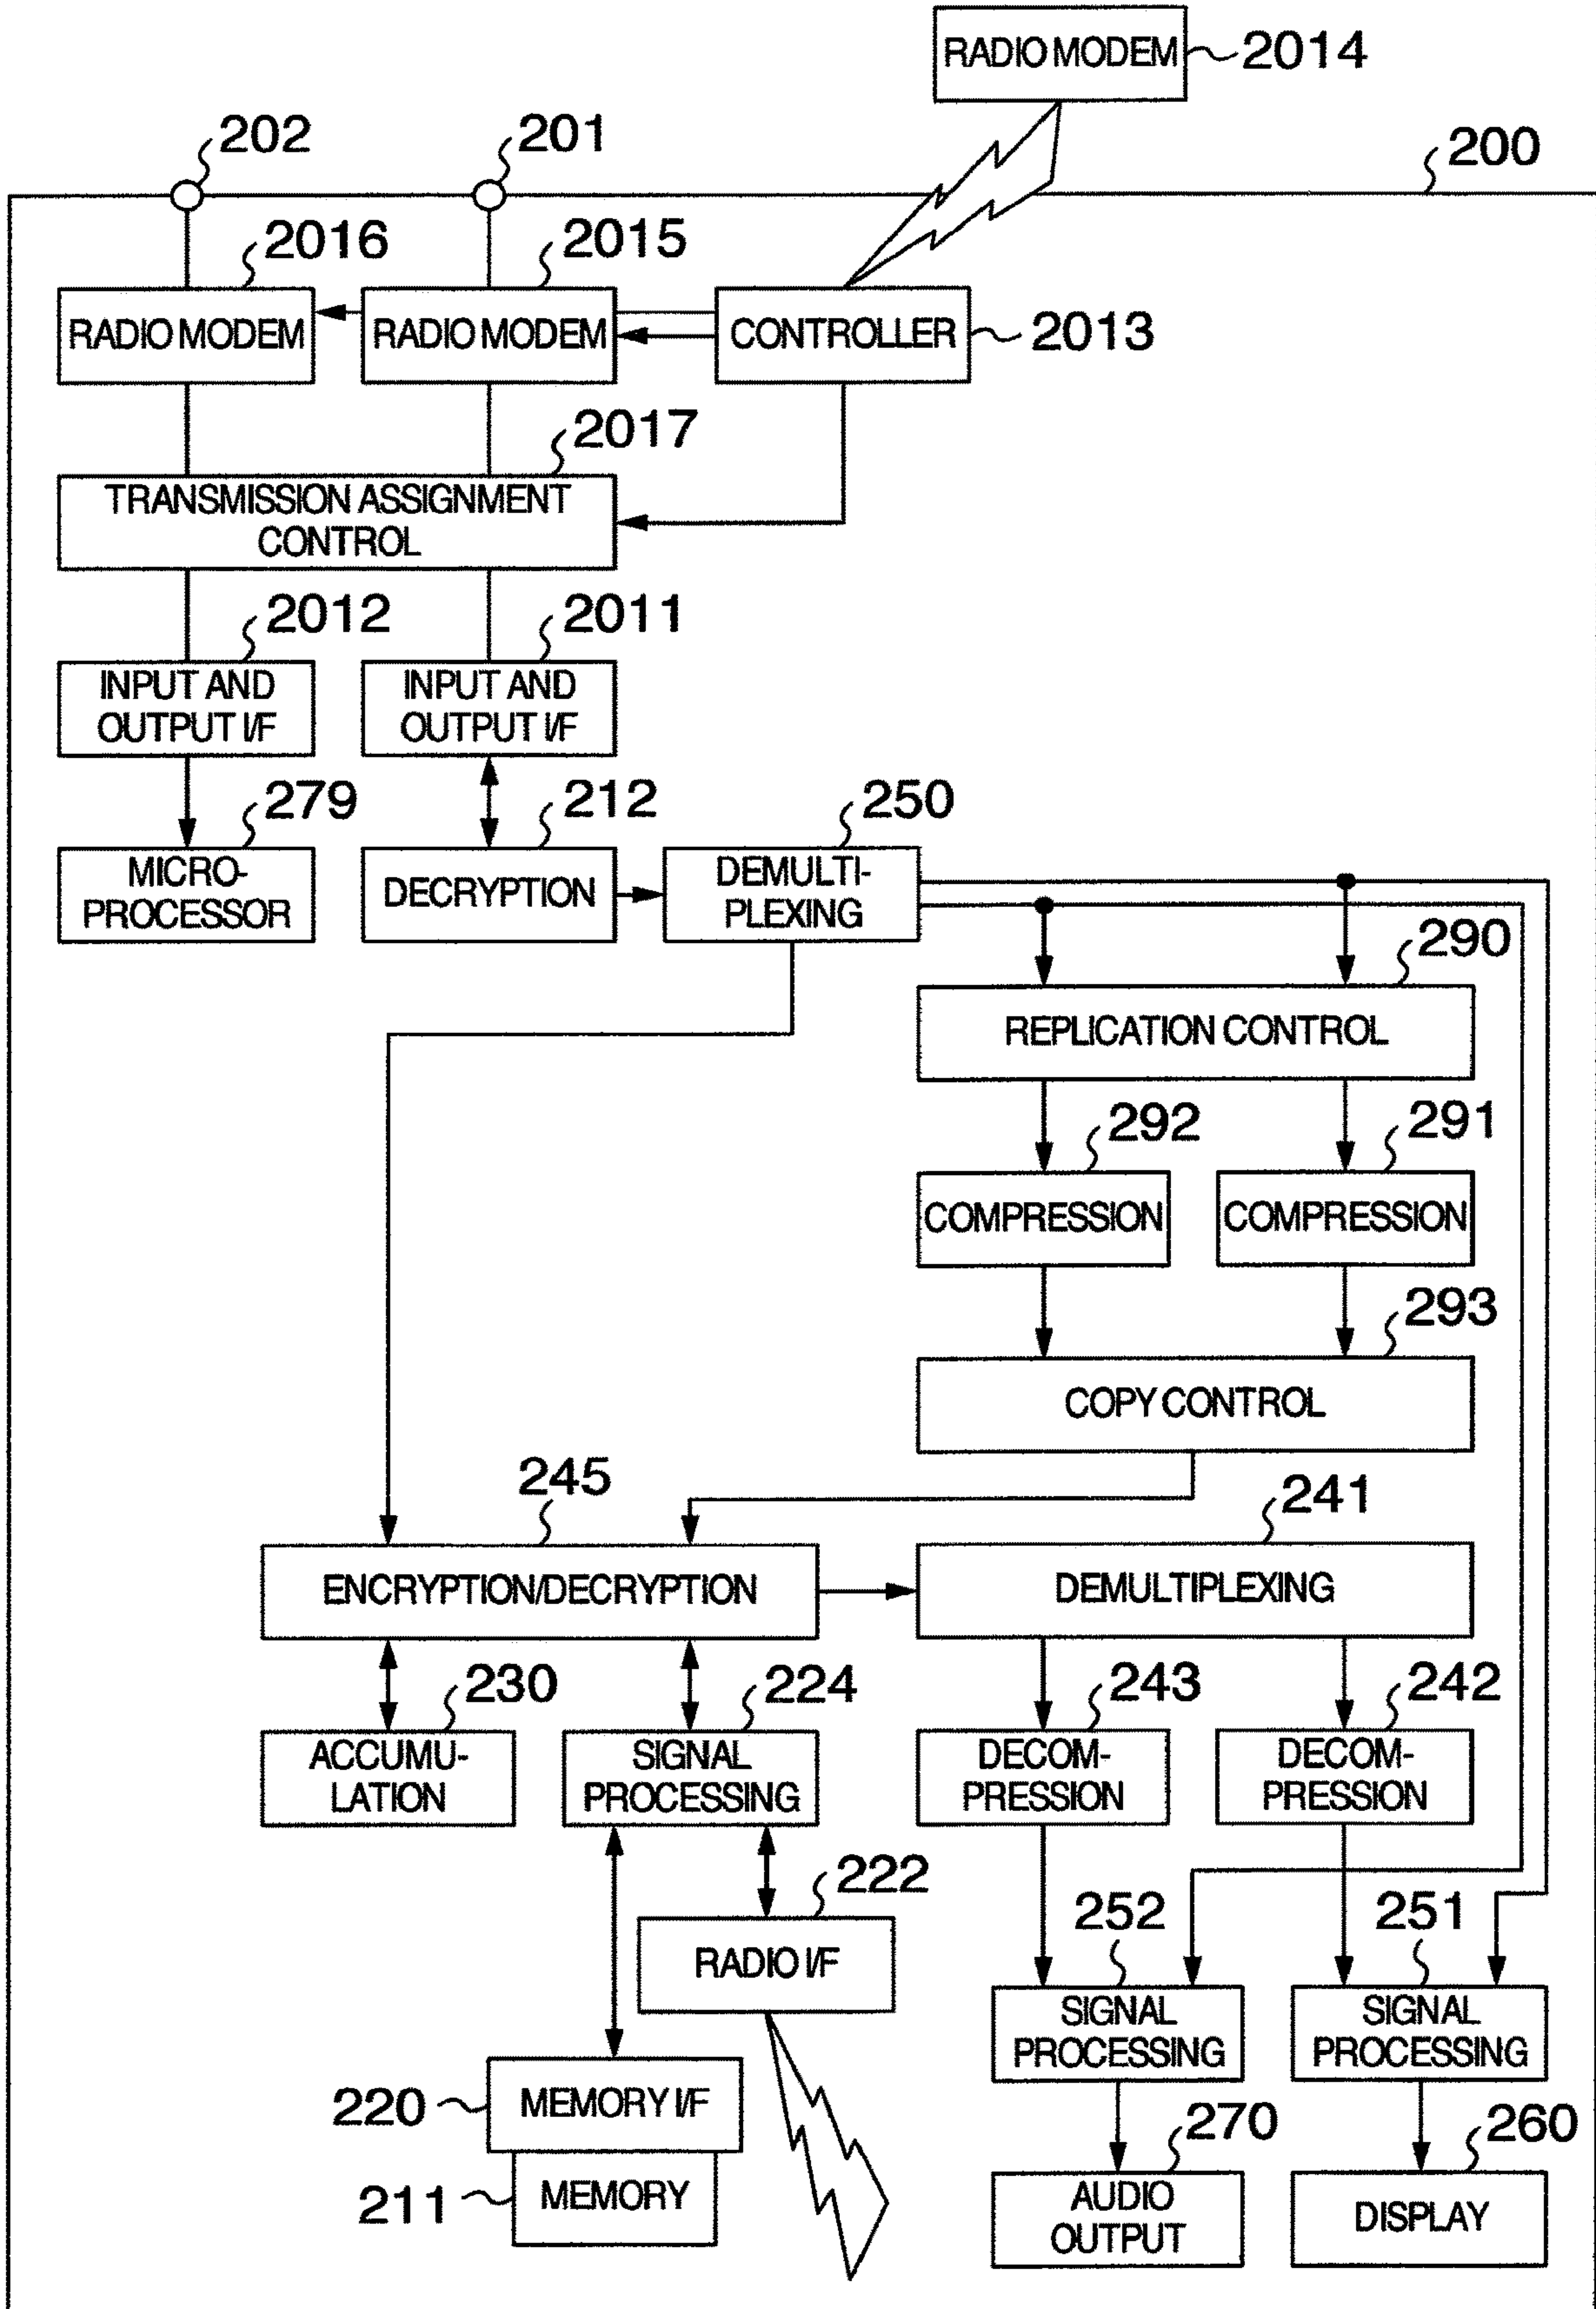 RADIO MODEM
2014
202
201
200
2016
2015
RADIO MODEM
RADIO MODEM
CONTROLLER
2013
2017
TRANSMISSION ASSIGNMENT
CONTROL
2012
2011
INPUT AND
OUTPUT I/F
INPUT AND
OUTPUT I/F
279
212
250
MICRO-
PROCESSOR
DECRYPTION
DEMULTI-
PLEXING
290
REPLICATION CONTROL
292
291
COMPRESSION
COMPRESSION
293
COPY CONTROL
245
241
ENCRYPTION/DECRYPTION
DEMULTIPLEXING
230
224
243
242
ACCUMU-
LATION
SIGNAL
PROCESSING
DECOM-
PRESSION
DECOM-
PRESSION
222
252
251
RADIO I/F
SIGNAL
PROCESSING
SIGNAL
PROCESSING
220
MEMORY I/F
270
260
211
MEMORY
AUDIO
OUTPUT
DISPLAY